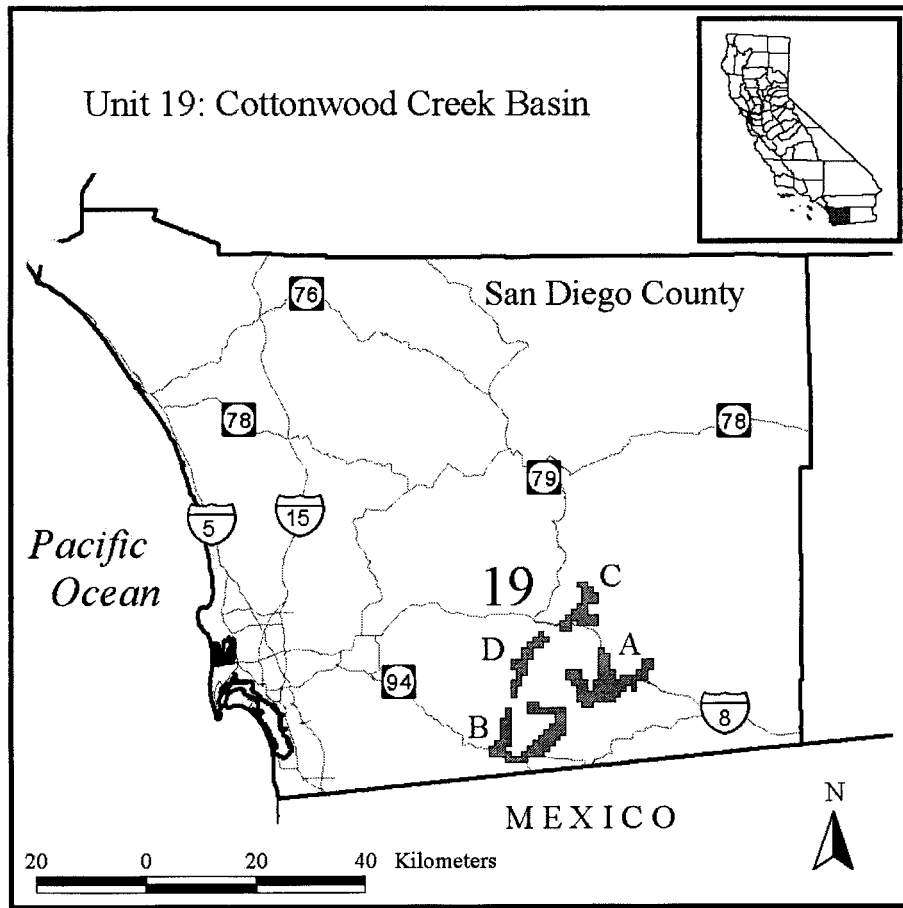 Unit 19: Cottonwood Creek Basin
San Diego County
76
78
78
79
5
15
Pacific
Ocean
19
C
D
A
94
B
8
MEXICO
N
20 0 20 40 Kilometers